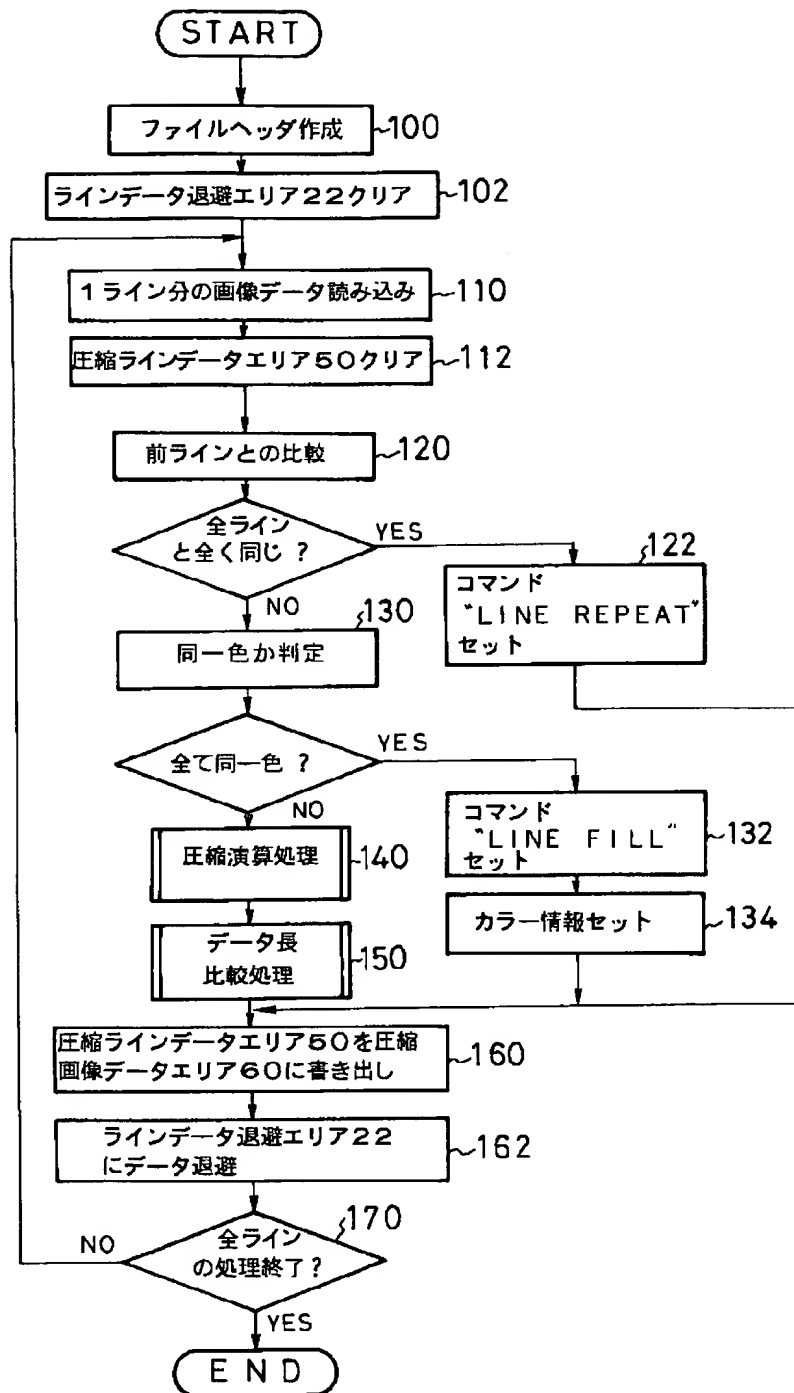 START
ファイルヘッダ作成
100
ラインデータ退避エリア22クリア
102
1ライン分の画像データ読み込み
110
圧縮ラインデータエリア50クリア
112
前ラインとの比較
120
全ライン
と全く同じ?
YES
NO
122
コマンド
"LINE REPEAT"
セット
130
同一色か判定
全て同一色?
YES
NO
コマンド
"LINE FILL"
セット
132
圧縮演算処理
140
カラー情報セット
134
データ長
比較処理
150
圧縮ラインデータエリア50を圧縮
画像データエリア60に書き出し
160
ラインデータ退避エリア22
にデータ退避
162
170
全ライン
の処理終了?
NO
YES
END